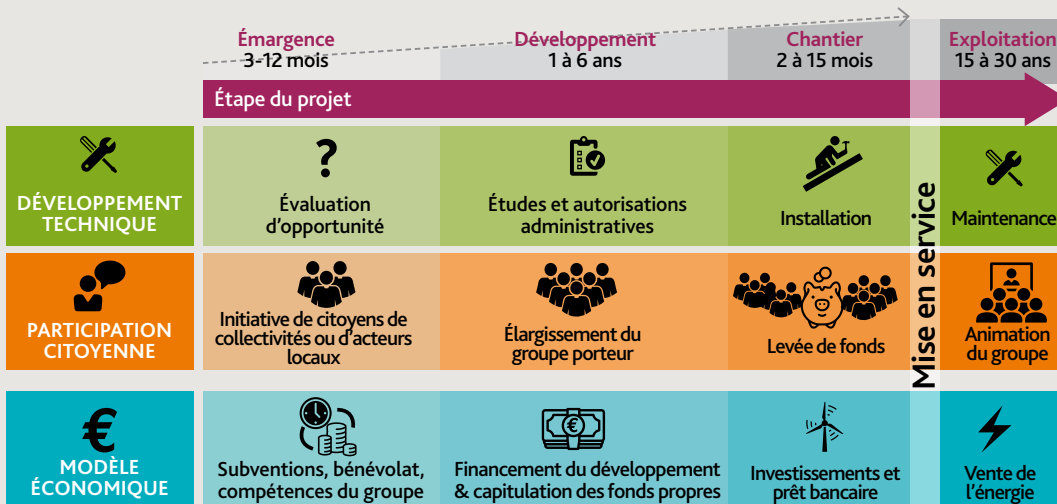 Émargence
3-12 mois
Développement
1 à 6 ans
Chantier
2 à 15 mois
Exploitation
15 à 30 ans
Étape du projet
DÉVELOPPEMENT
TECHNIQUE
?
Évaluation
d’opportunité
Études et autorisations
administratives
Installation
Maintenance
Mise en service
PARTICIPATION
CITOYENNE
Initiative de citoyens de
collectivités ou d’acteurs
locaux
Élargissement du
groupe porteur
Levée de fonds
Animation
du groupe
€
MODÈLE
ÉCONOMIQUE
Subventions, bénévolat,
compétences du groupe
€
Financement du développement
& capitulation des fonds propres
Investissements et
prêt bancaire
Vente de
l’énergie